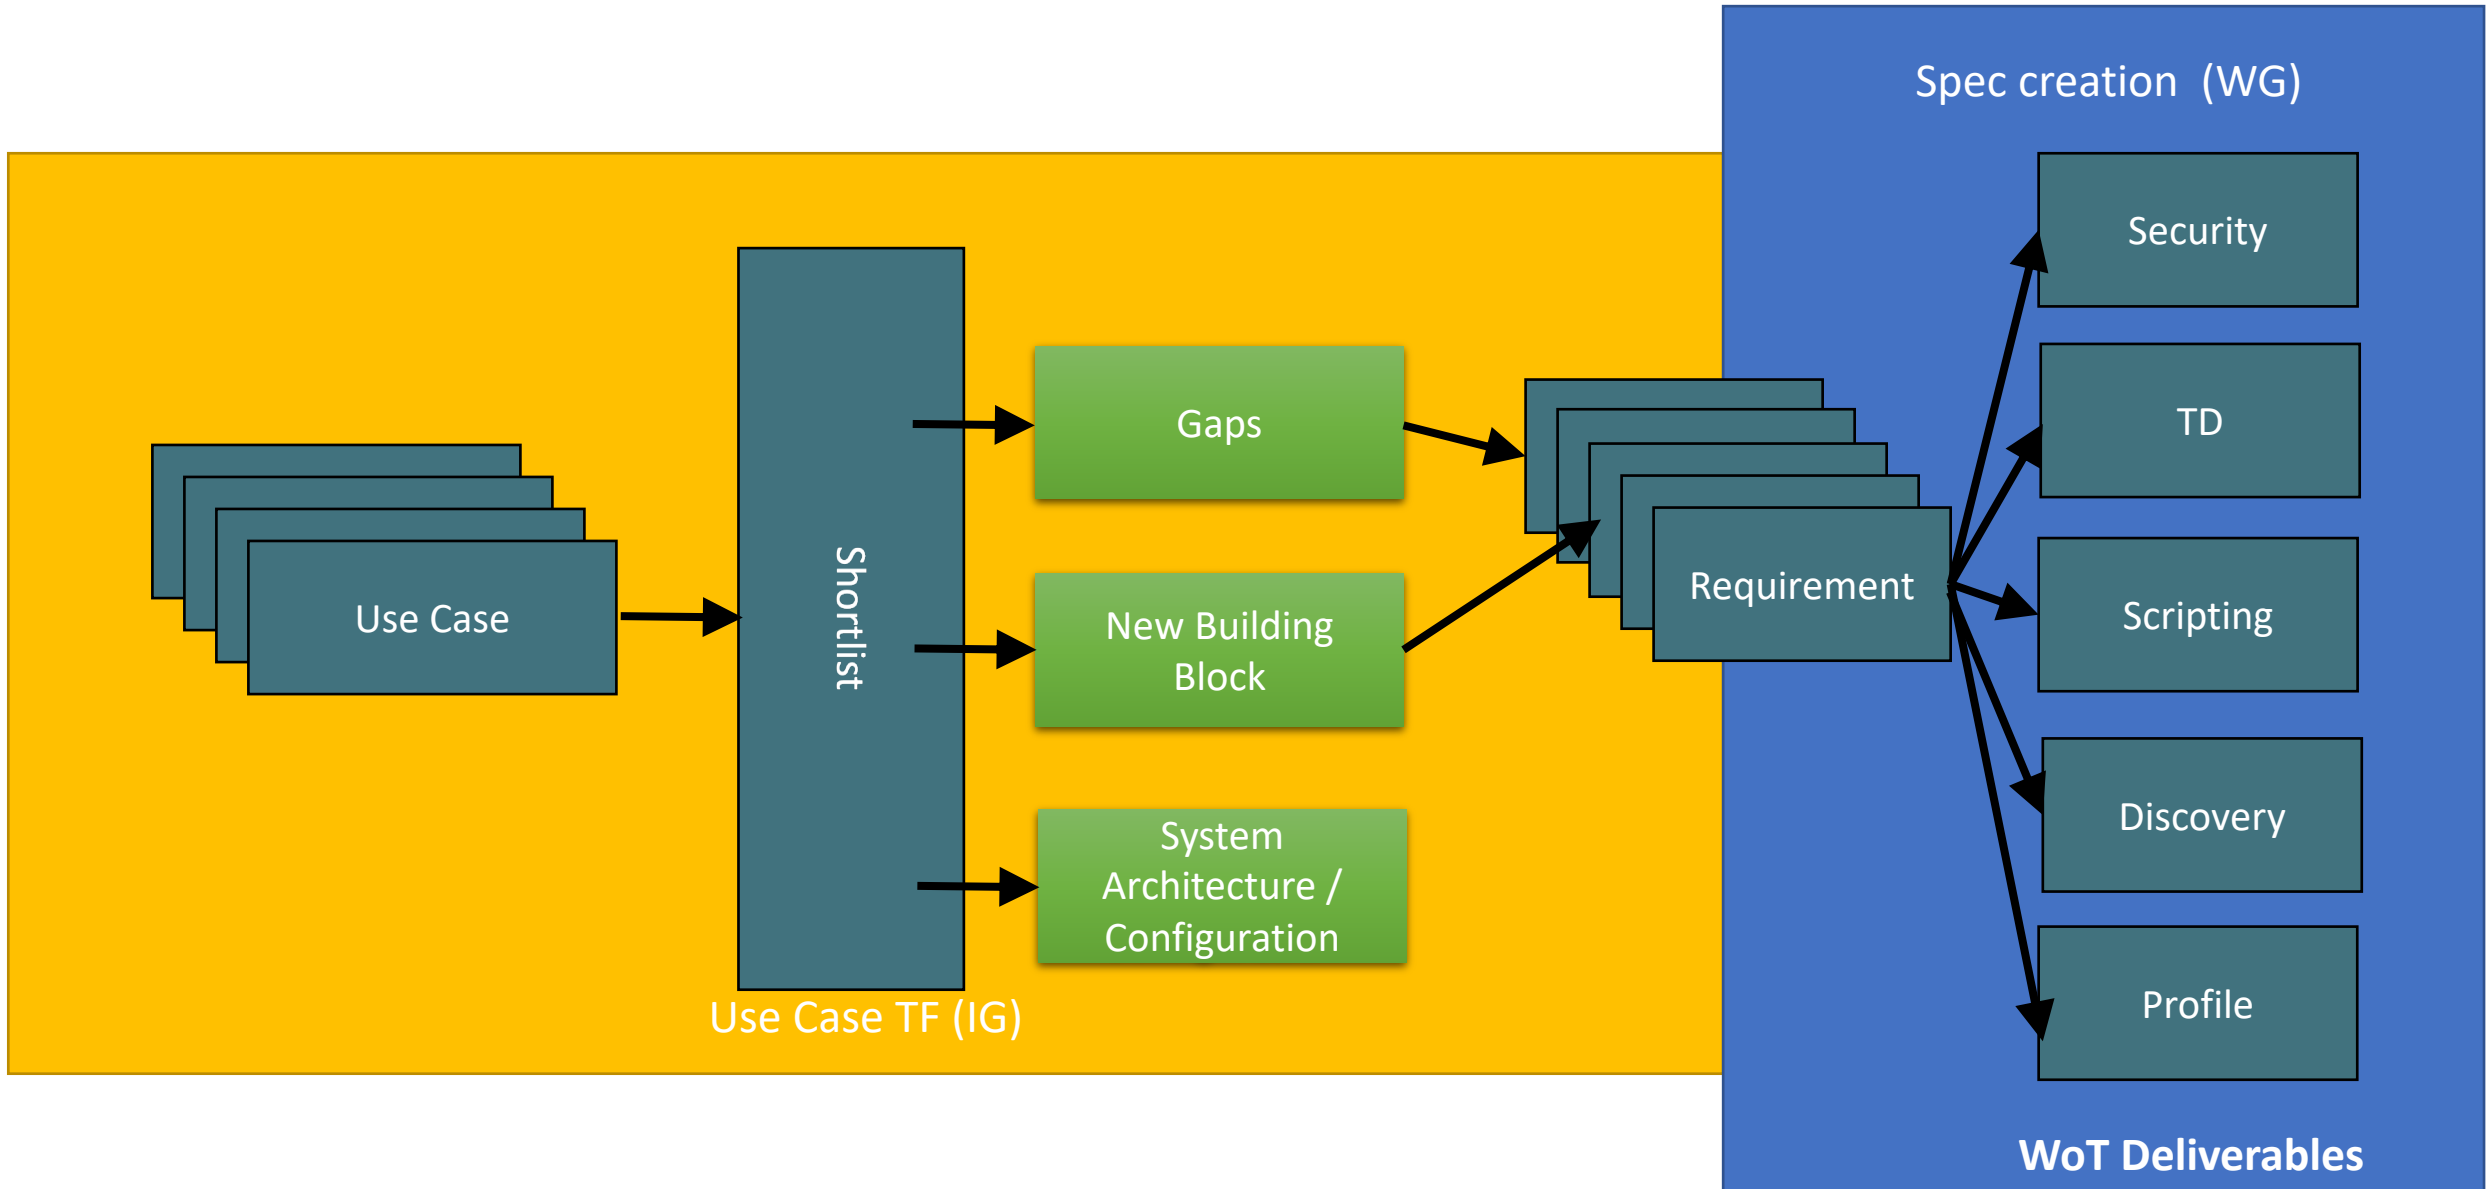 Spec creation  (WG)
Security
TD
Scripting
Discovery
Profile
WoT Deliverables
Use Case
Shortlist
Gaps
New Building
Block
System
Architecture /
Configuration
Requirement
Use Case TF (IG)